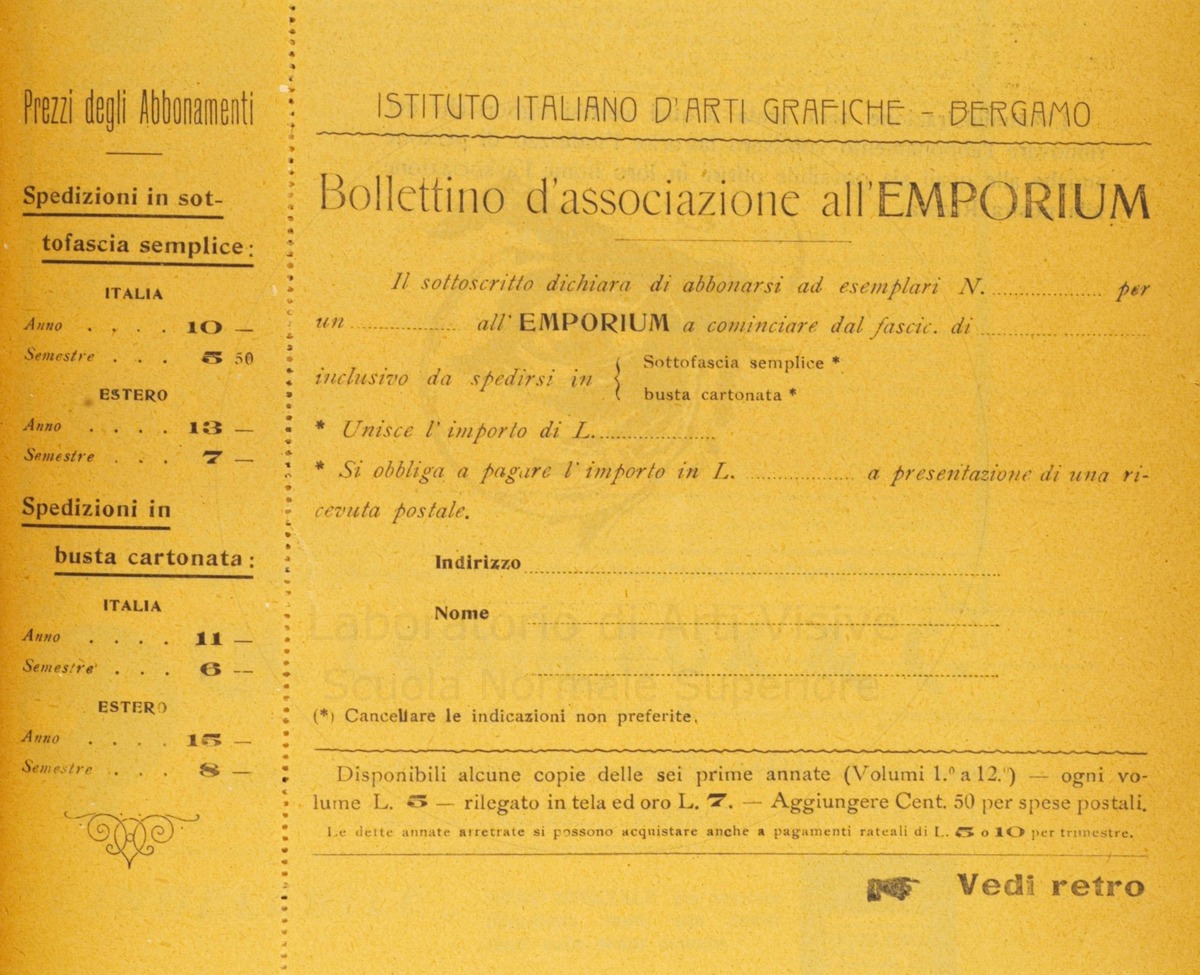 Prezzi degli Abbonamenti
Spedizioni in sot-
tofascia semplice:
ITALIA
Anno . . . . 10 —
Semestre . . . 5 50
ESTERO
Anno . . . . 13 —
Semestre . . . 7 —
Spedizioni in
busta cartonata:
ITALIA
Anno . . . . 11 —
Semestre . . . 6 —
ESTERO
Anno . . . . 15 —
Semestre . . . 8 —
ISTITUTO ITALIANO D'ARTI GRAFICHE - BERGAMO
Bollettino d'associazione all'EMPORIUM
Il sottoscritto dichiara di abbonarsi ad esemplari N. .................... per
un .................... all' EMPORIUM a cominciare dal fascic. di ....................
inclusivo da spedirsi in {
Sottofascia semplice *
busta cartonata *
* Unisce l' importo di L. ....................
* Si obbliga a pagare l' importo in L. .................... a presentazione di una ri-
cevuta postale.
Indirizzo ....................
Nome ....................
(*) Cancellare le indicazioni non preferite.
Disponibili alcune copie delle sei prime annate (Volumi 1.º a 12.º) — ogni vo-
lume L. 5 — rilegato in tela ed oro L. 7. — Aggiungere Cent. 50 per spese postali.
Le dette annate arretrate si possono acquistare anche a pagamenti rateali di L. 5 o 10 per trimestre.
Vedi retro
Laboratorio di Arti Visive
Scuola Normale Superiore